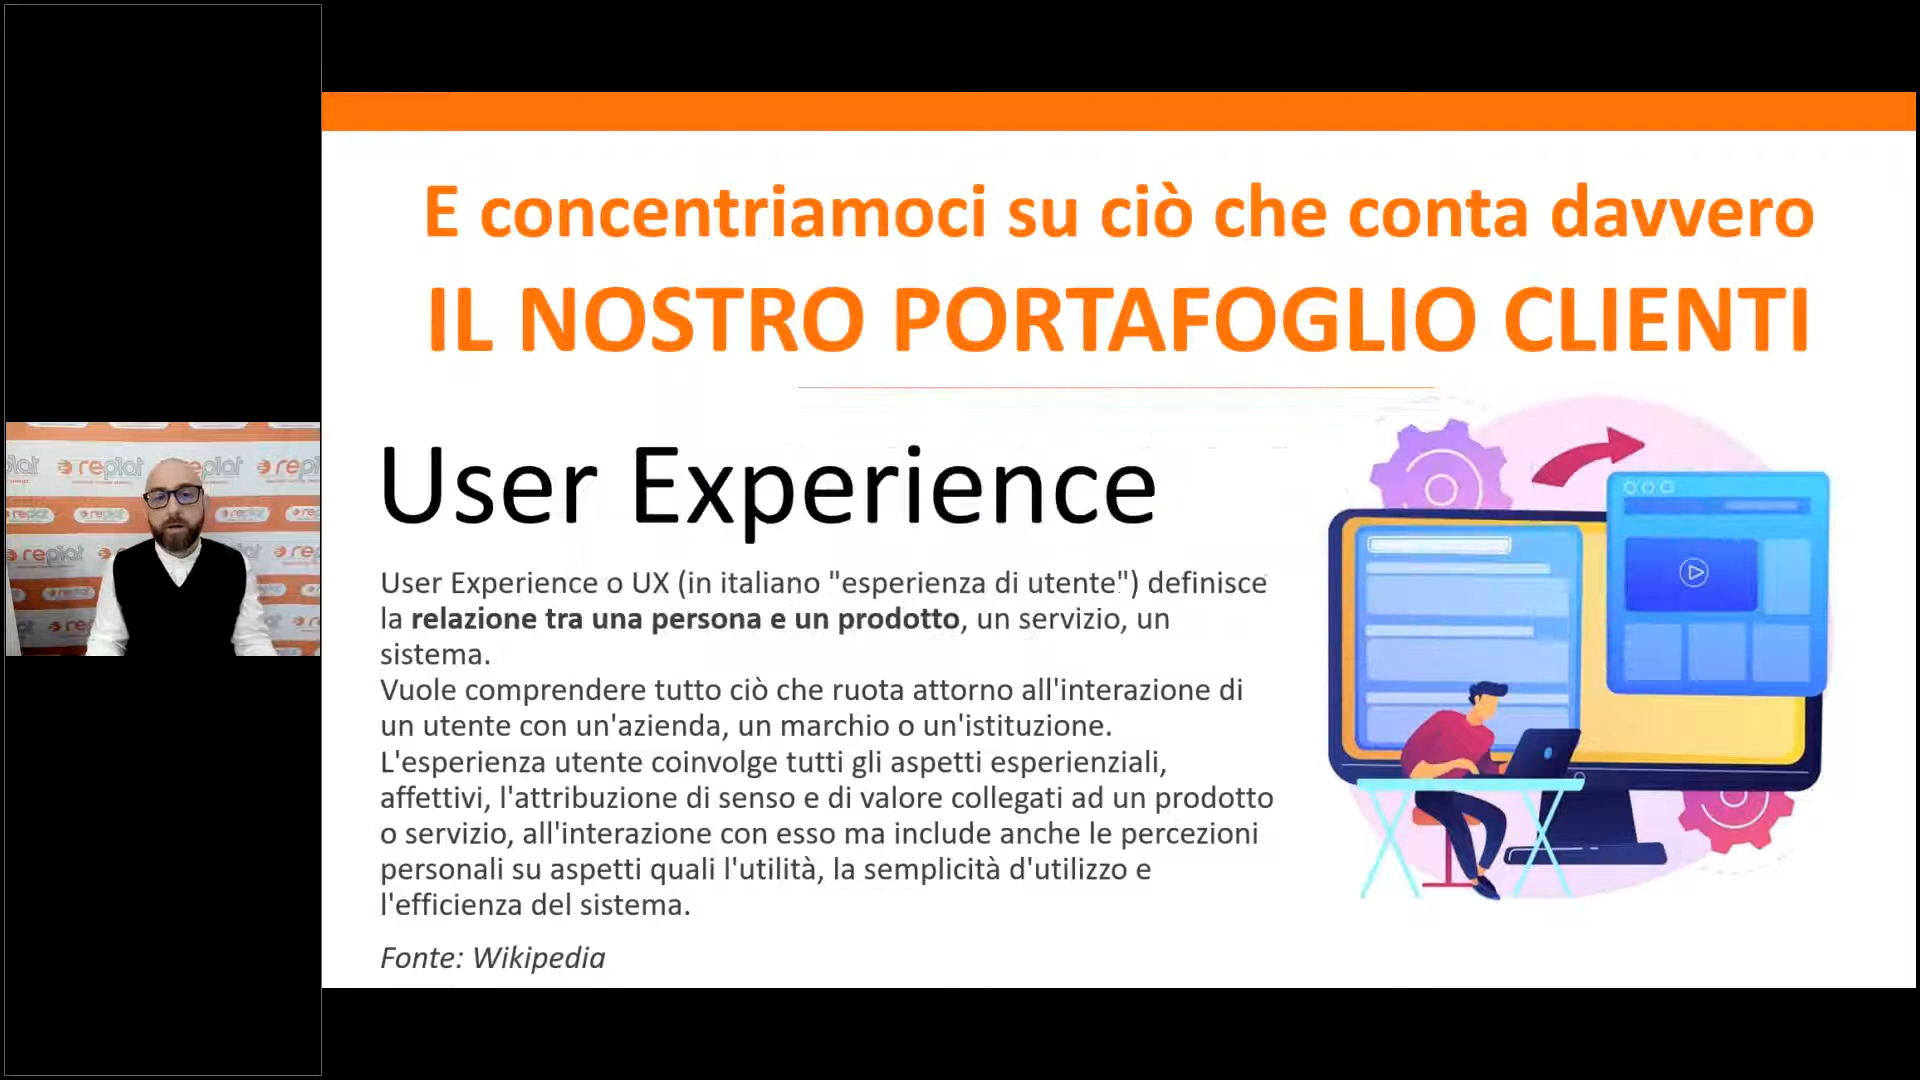 E concentriamoci su ciò che conta davvero
IL NOSTRO PORTAFOGLIO CLIENTI
User Experience
User Experience o UX (in italiano "esperienza di utente") definisce
la relazione tra una persona e un prodotto, un servizio, un
sistema.
Vuole comprendere tutto ciò che ruota attorno all'interazione di
un utente con un'azienda, un marchio o un'istituzione.
L'esperienza utente coinvolge tutti gli aspetti esperienziali,
affettivi, l'attribuzione di senso e di valore collegati ad un prodotto
o servizio, all'interazione con esso ma include anche le percezioni
personali su aspetti quali l'utilità, la semplicità d'utilizzo e
l'efficienza del sistema.
Fonte: Wikipedia
replat